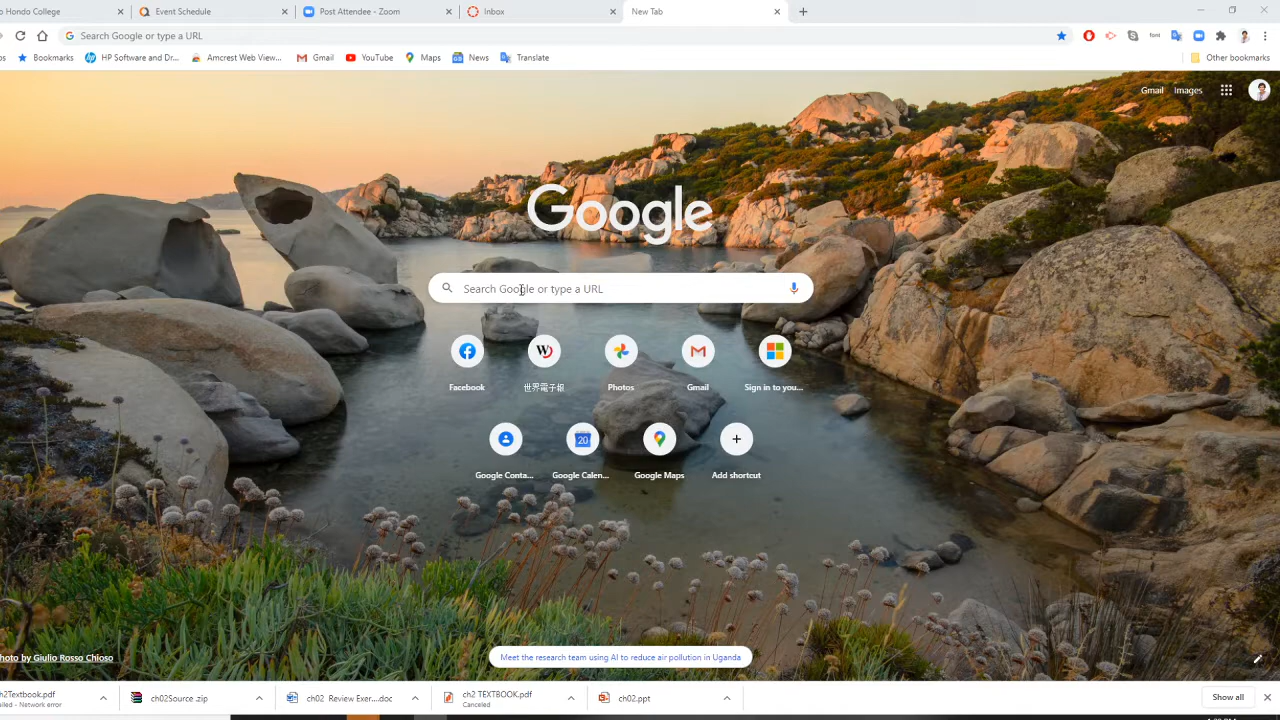 Hondo College
Event Schedule
Post Attendee - Zoom
Inbox
New Tab
Search Google or type a URL
Bookmarks
HP Software and Dr...
Amcrest Web View...
Gmail
YouTube
Maps
News
Translate
Other bookmarks
Gmail
Images
Google
Search Google or type a URL
Facebook
世界電子報
Photos
Gmail
Sign in to you...
20
Google Conta...
Google Calen...
Google Maps
Add shortcut
Photo by Giulio Rosso Chioso
Meet the research team using AI to reduce air pollution in Uganda
ch2Textbook.pdf
ailed - Network error
ch02Source .zip
ch02 Review Exer....doc
ch2 TEXTBOOK.pdf
Canceled
ch02.ppt
Show all